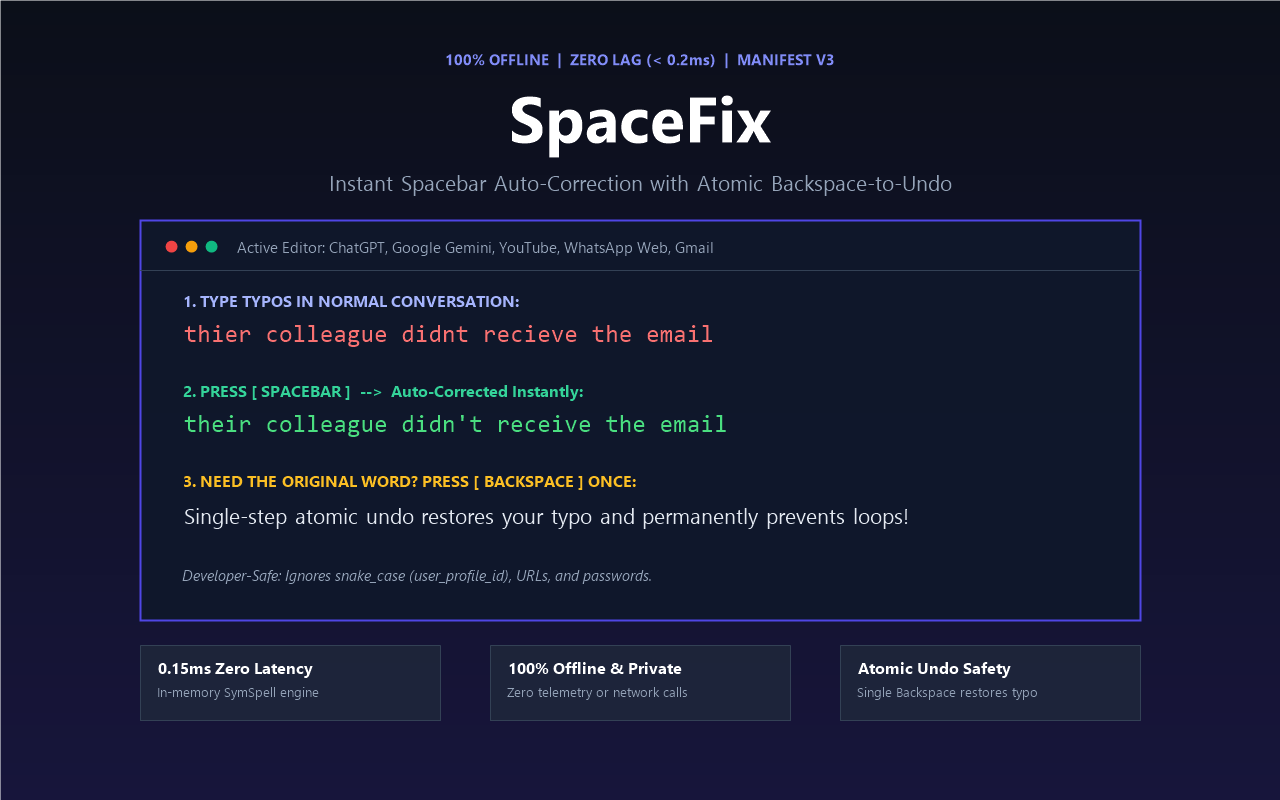 100% OFFLINE | ZERO LAG (< 0.2ms) | MANIFEST V3
SpaceFix
Instant Spacebar Auto-Correction with Atomic Backspace-to-Undo
Active Editor: ChatGPT, Google Gemini, YouTube, WhatsApp Web, Gmail
1. TYPE TYPOS IN NORMAL CONVERSATION:
thier colleague didnt recieve the email
2. PRESS [ SPACEBAR ] --> Auto-Corrected Instantly:
their colleague didn't receive the email
3. NEED THE ORIGINAL WORD? PRESS [ BACKSPACE ] ONCE:
Single-step atomic undo restores your typo and permanently prevents loops!
Developer-Safe: Ignores snake_case (user_profile_id), URLs, and passwords.
0.15ms Zero Latency
In-memory SymSpell engine
100% Offline & Private
Zero telemetry or network calls
Atomic Undo Safety
Single Backspace restores typo